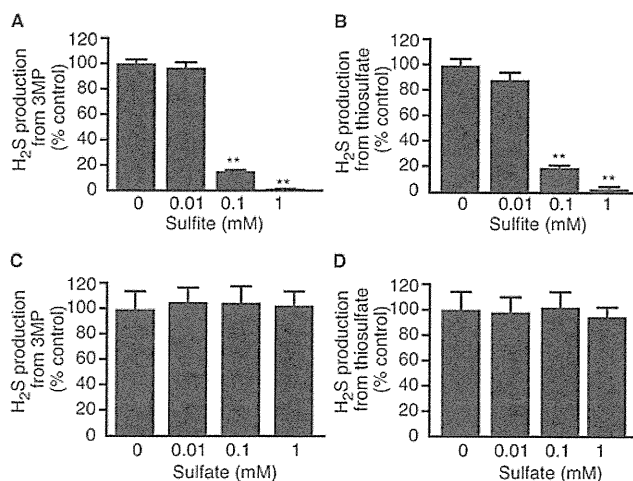 A
H2S production
from 3MP
(% control)
120
100
80
60
40
20
0
**
**
0 0.01 0.1 1
Sulfite (mM)
B
H2S production
from thiosulfate
(% control)
120
100
80
60
40
20
0
**
**
0 0.01 0.1 1
Sulfite (mM)
C
H2S production
from 3MP
(% control)
120
100
80
60
40
20
0
0 0.01 0.1 1
Sulfate (mM)
D
H2S production
from thiosulfate
(% control)
120
100
80
60
40
20
0
0 0.01 0.1 1
Sulfate (mM)